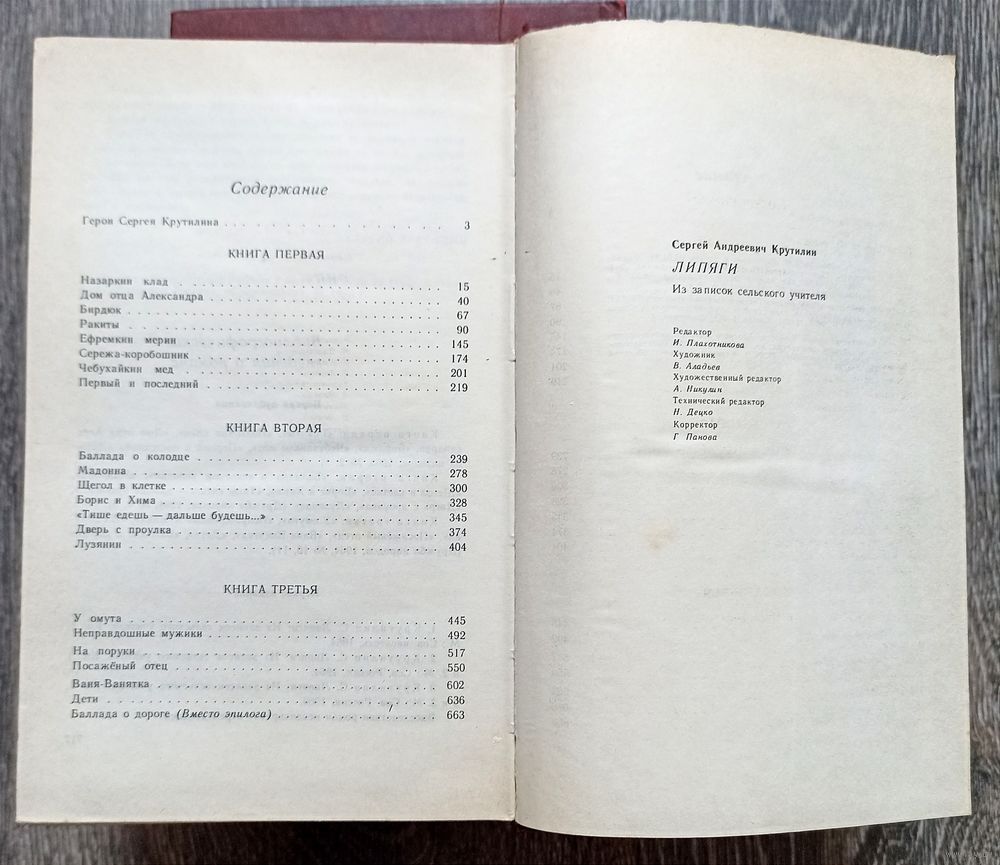 Содержание
Герои Сергея Крутилина . . . . . . . . . . . . . 3
КНИГА ПЕРВАЯ
Назаркин клад . . . . . . . . . . . . . . . . . 15
Дом отца Александра . . . . . . . . . . . . . . 40
Бирдюк . . . . . . . . . . . . . . . . . . . . 67
Ракиты . . . . . . . . . . . . . . . . . . . . 90
Ефремкин мерин . . . . . . . . . . . . . . . . 145
Сережа-коробошник . . . . . . . . . . . . . . . 174
Чебухайкин мед . . . . . . . . . . . . . . . . 201
Первый и последний . . . . . . . . . . . . . . 219
КНИГА ВТОРАЯ
Баллада о колодце . . . . . . . . . . . . . . . 239
Мадонна . . . . . . . . . . . . . . . . . . . . 278
Щегол в клетке . . . . . . . . . . . . . . . . 300
Борис и Хима . . . . . . . . . . . . . . . . . 328
«Тише едешь — дальше будешь...» . . . . . . . . 345
Дверь с проулка . . . . . . . . . . . . . . . . 374
Лузянин . . . . . . . . . . . . . . . . . . . . 404
КНИГА ТРЕТЬЯ
У омута . . . . . . . . . . . . . . . . . . . . 445
Неправдошные мужики . . . . . . . . . . . . . . 492
На поруки . . . . . . . . . . . . . . . . . . . 517
Посажёный отец . . . . . . . . . . . . . . . . 550
Ваня-Ванятка . . . . . . . . . . . . . . . . . 602
Дети . . . . . . . . . . . . . . . . . . . . . 636
Баллада о дороге (Вместо эпилога) . . . . . . . 663
Сергей Андреевич Крутилин
ЛИПЯГИ
Из записок сельского учителя
Редактор
И. Плахотникова
Художник
В. Аладьев
Художественный редактор
А. Никулин
Технический редактор
Н. Децко
Корректор
Г. Панова